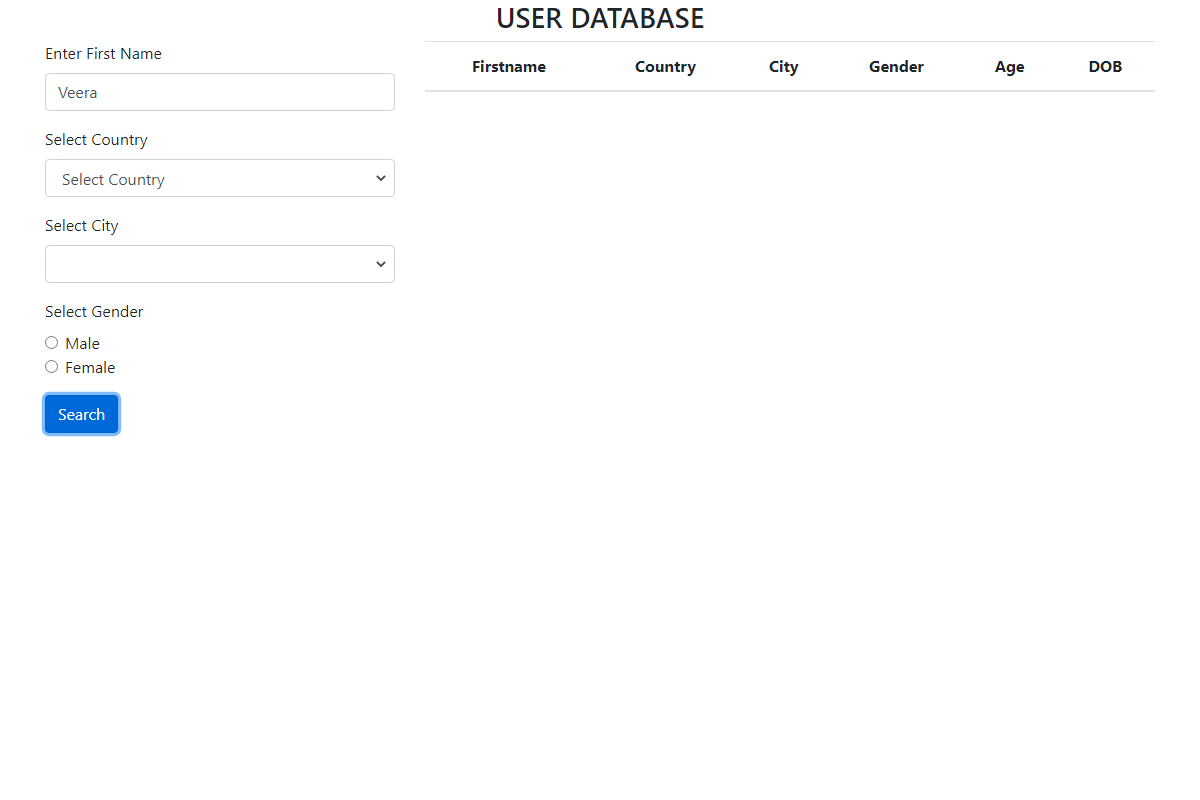 USER DATABASE
Enter First Name
Veera
Select Country
Select Country
Select City
Select Gender
Male
Female
Search
Firstname Country City Gender Age DOB